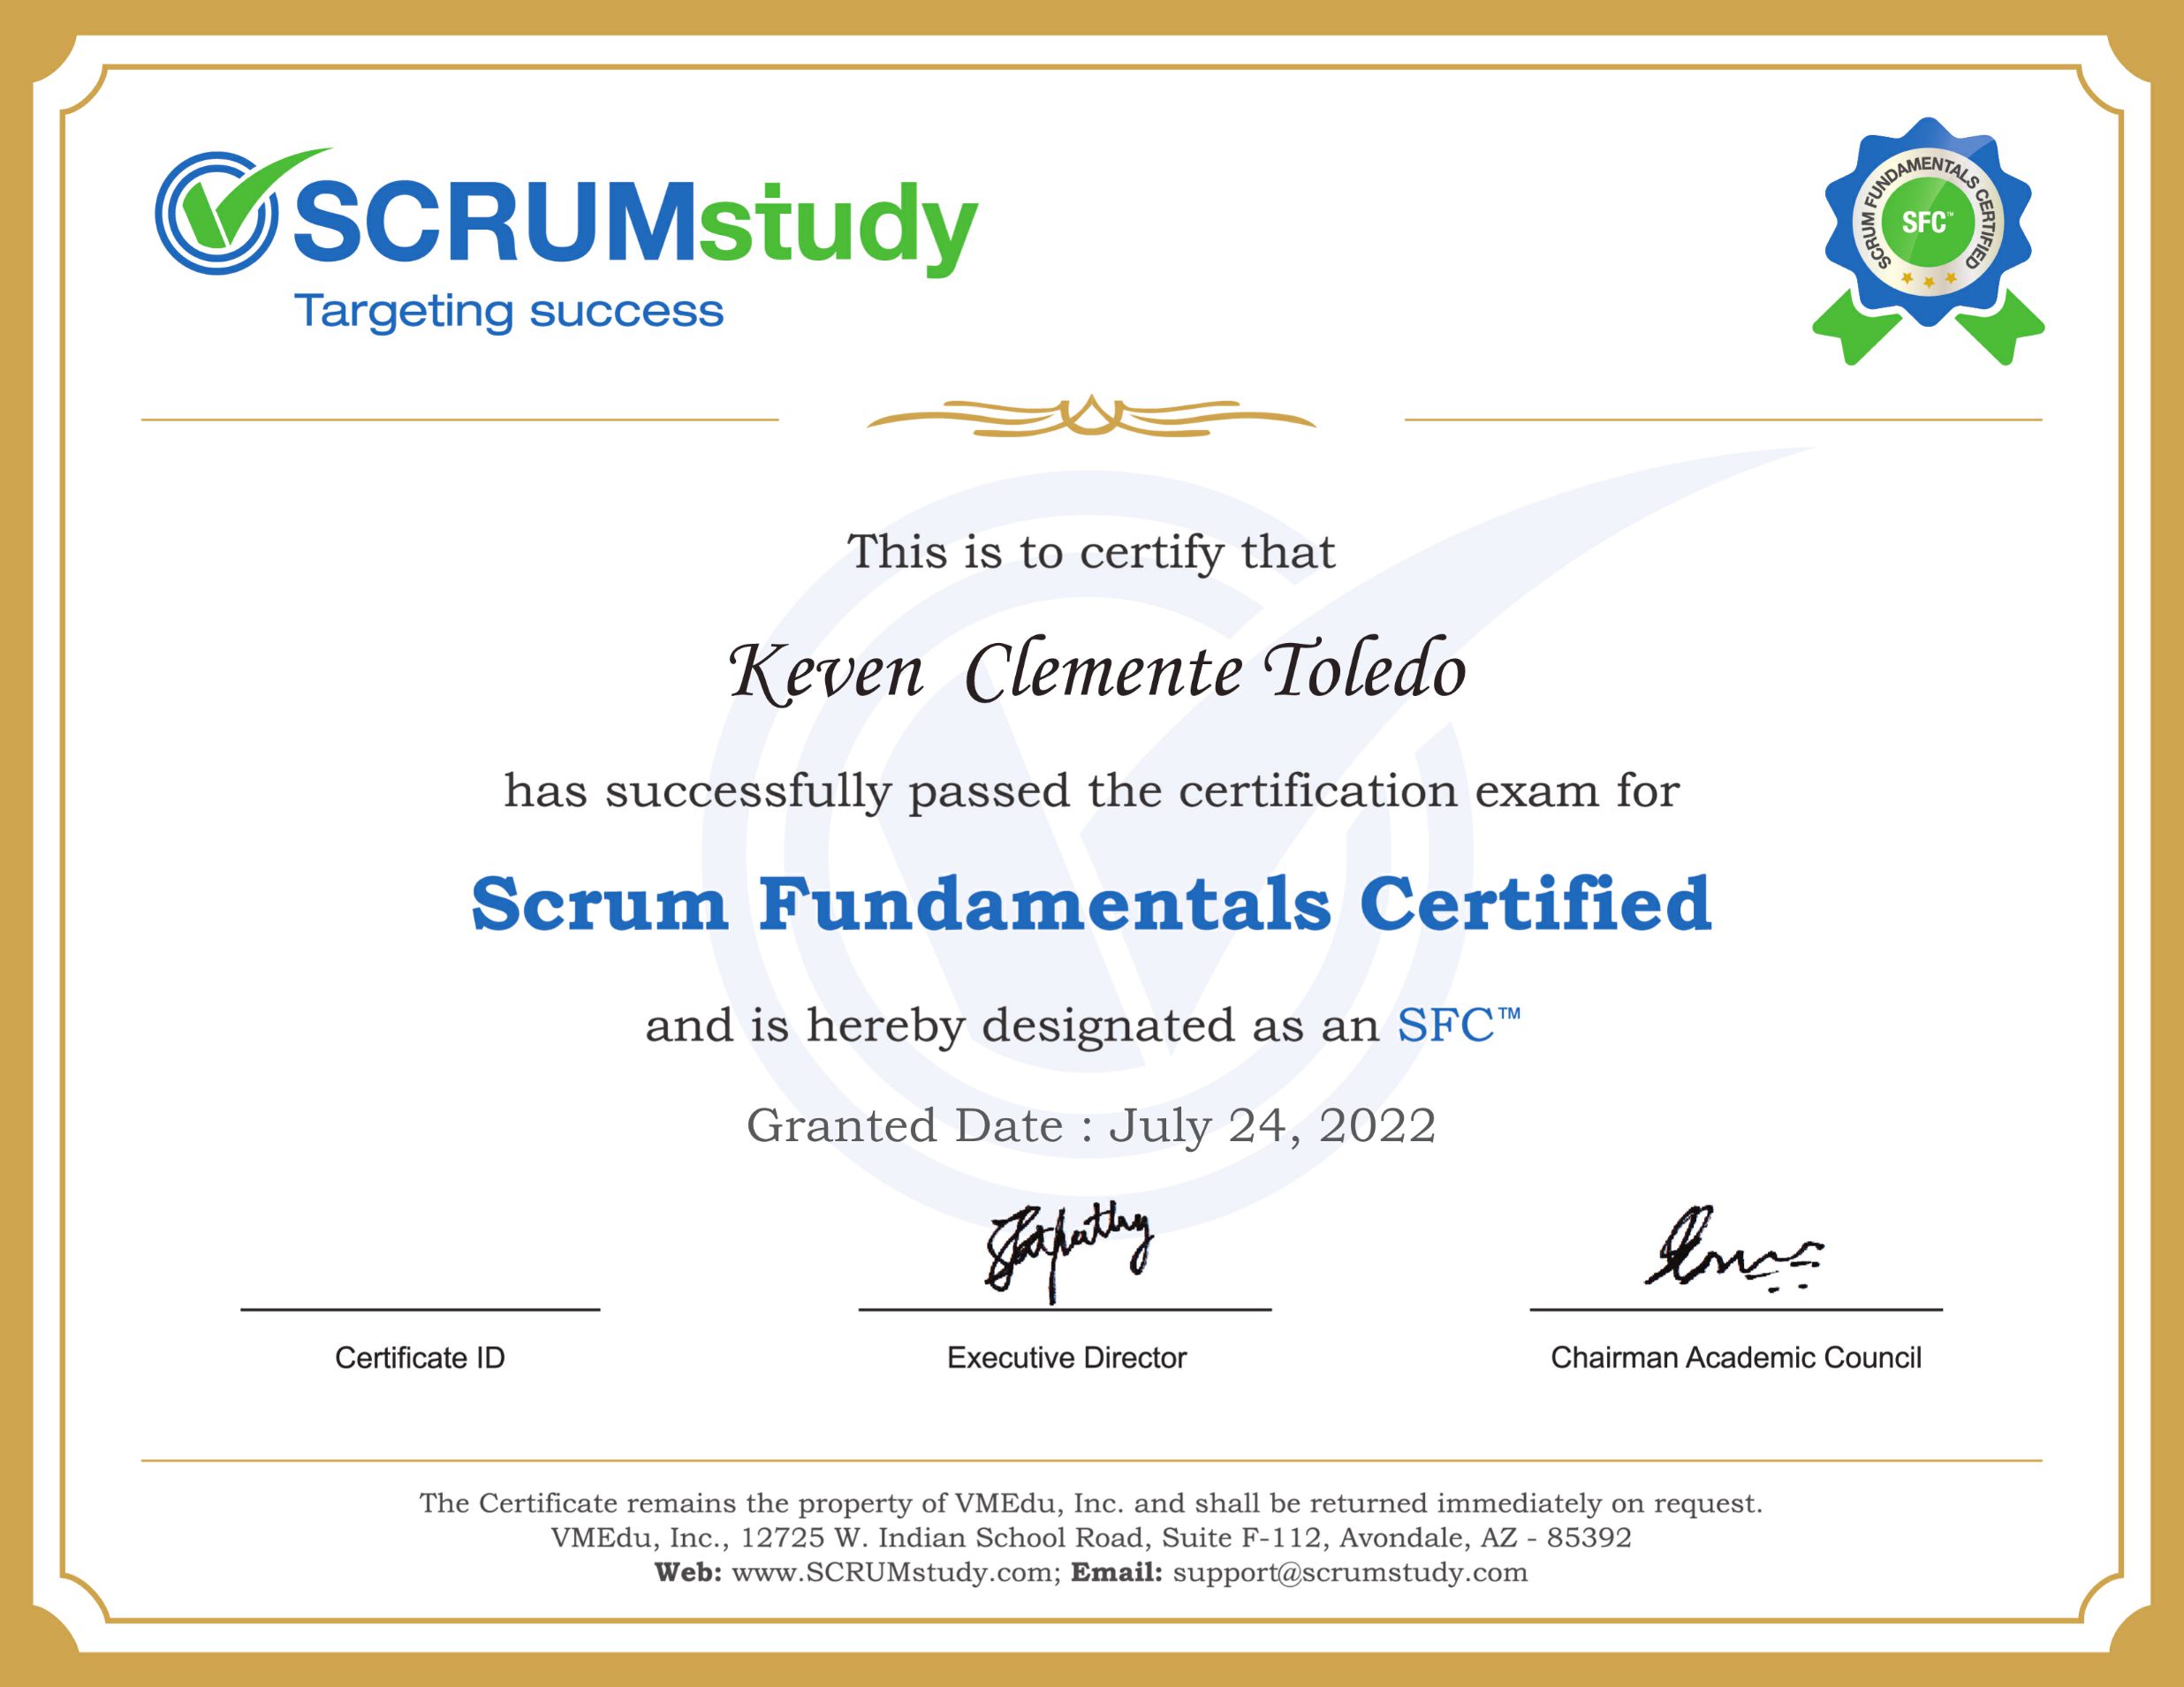 SCRUMstudy
Targeting success
SCRUM FUNDAMENTALS CERTIFIED
SFC™
This is to certify that
Keven Clemente Toledo
has successfully passed the certification exam for
Scrum Fundamentals Certified
and is hereby designated as an SFC™
Granted Date : July 24, 2022
Certificate ID
Executive Director
Chairman Academic Council
The Certificate remains the property of VMEdu, Inc. and shall be returned immediately on request.
VMEdu, Inc., 12725 W. Indian School Road, Suite F-112, Avondale, AZ - 85392
Web: www.SCRUMstudy.com; Email: support@scrumstudy.com